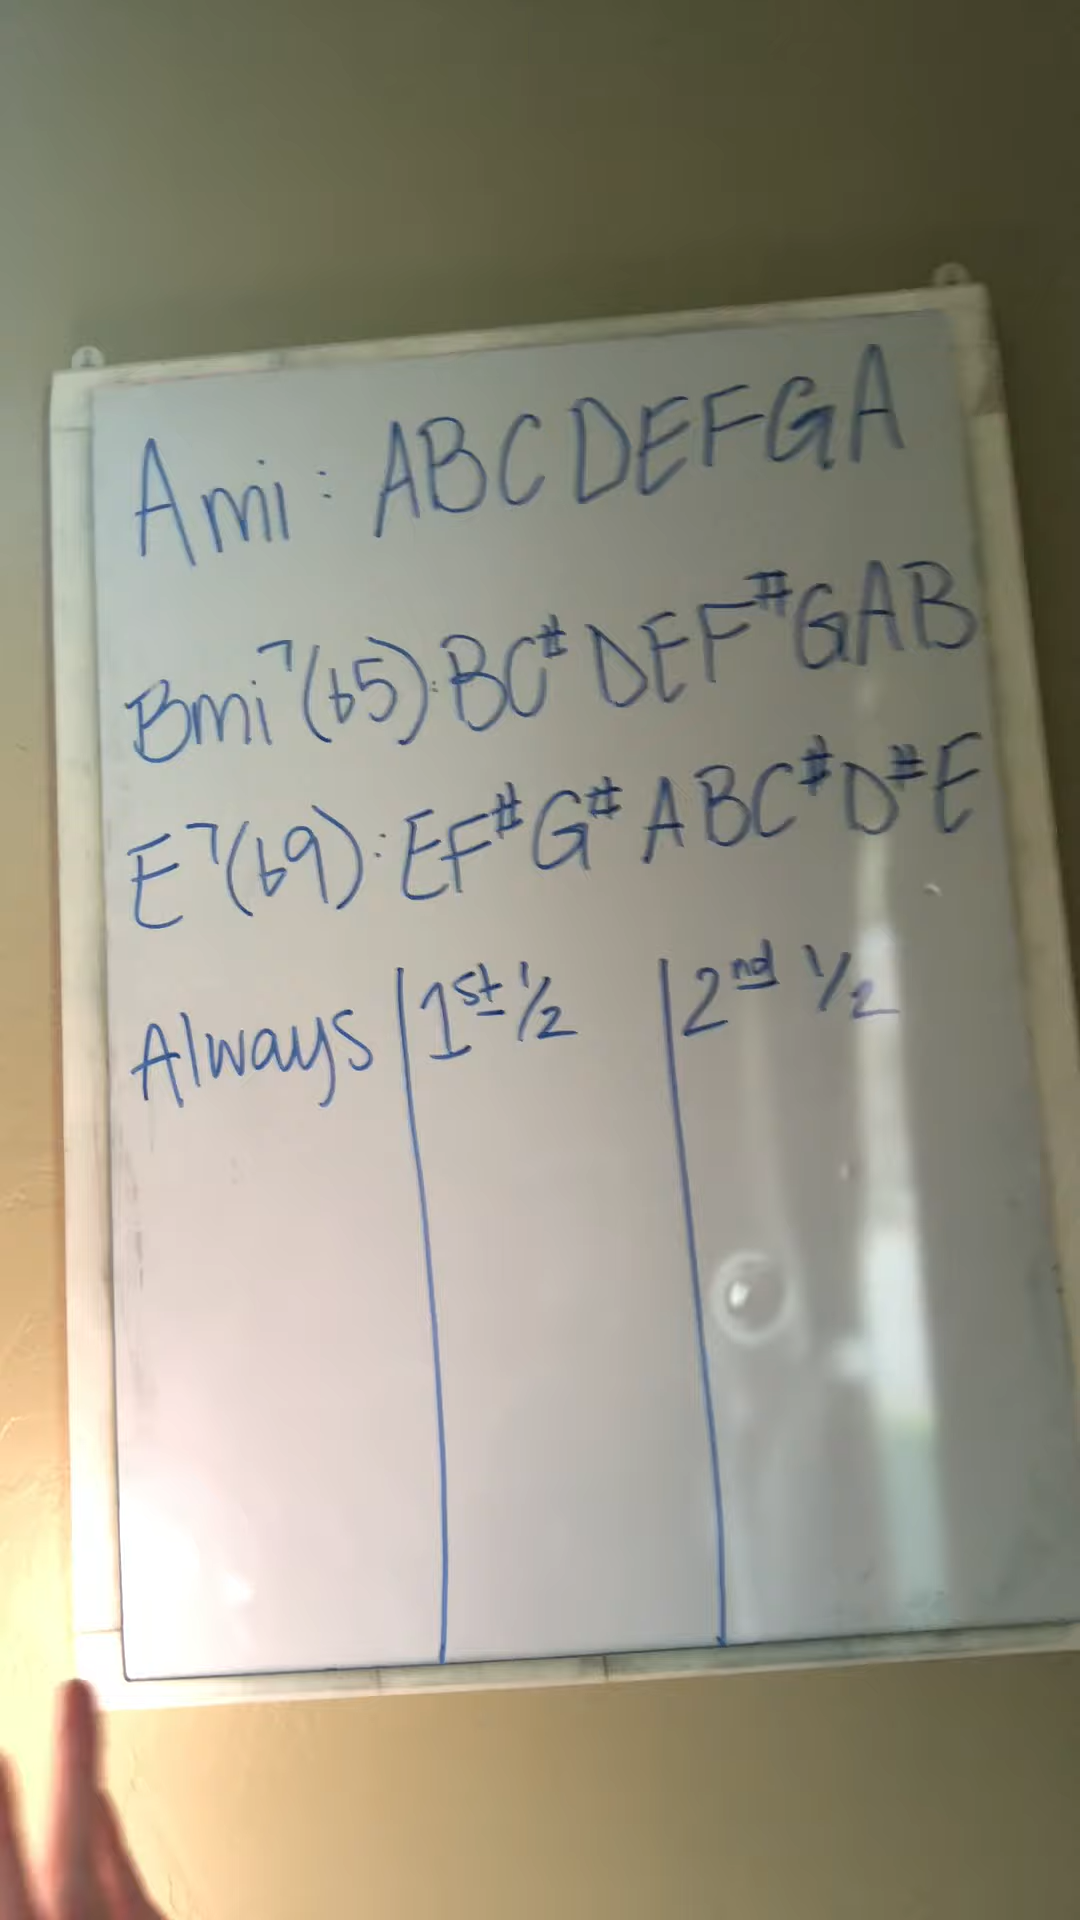 Ami: ABCDEFGA
Bmi7(b5): BC#DEF#GAB
E7(b9): EF#G#ABC#D#E
Always | 1st 1/2 | 2nd 1/2